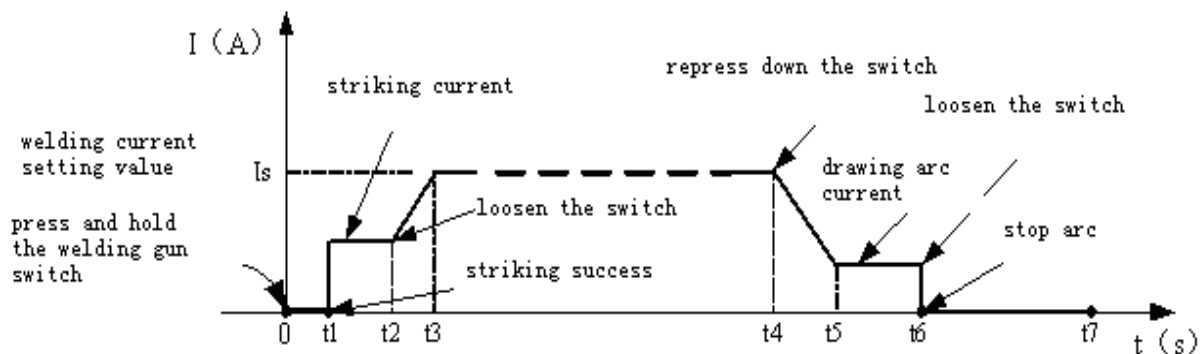 I (A)
striking current
repress down the switch
loosen the switch
welding current
setting value
Is
drawing arc
current
press and hold
the welding gun
switch
loosen the switch
stop arc
striking success
0 t1 t2 t3 t4 t5 t6 t7
t (s)